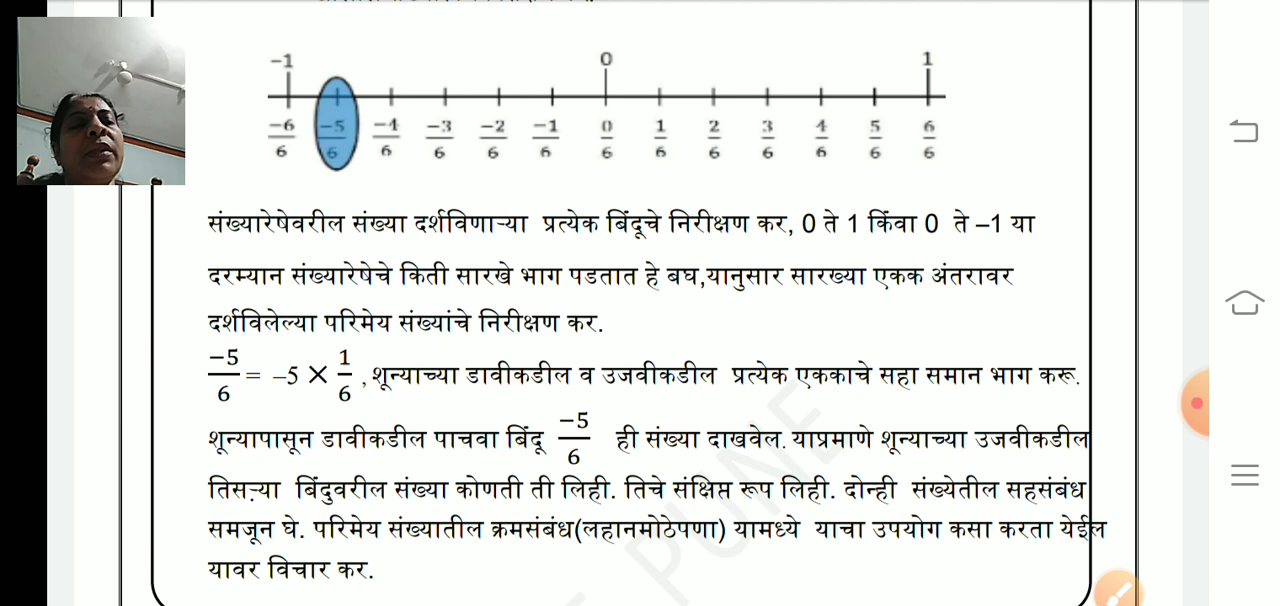 -1 0 1
-6/6 -5/6 -4/6 -3/6 -2/6 -1/6 0/6 1/6 2/6 3/6 4/6 5/6 6/6
संख्यारेषेवरील संख्या दर्शविणाऱ्या प्रत्येक बिंदूचे निरीक्षण कर, 0 ते 1 किंवा 0 ते –1 या
दरम्यान संख्यारेषेचे किती सारखे भाग पडतात हे बघ,यानुसार सारख्या एकक अंतरावर
दर्शविलेल्या परिमेय संख्यांचे निरीक्षण कर.
-5/6 = –5 × 1/6 ,शून्याच्या डावीकडील व उजवीकडील प्रत्येक एककाचे सहा समान भाग करू.
शून्यापासून डावीकडील पाचवा बिंदू -5/6 ही संख्या दाखवेल. याप्रमाणे शून्याच्या उजवीकडील
तिसऱ्या बिंदुवरील संख्या कोणती ती लिही. तिचे संक्षिप्त रूप लिही. दोन्ही संख्येतील सहसंबंध
समजून घे. परिमेय संख्यातील क्रमसंबंध(लहानमोठेपणा) यामध्ये याचा उपयोग कसा करता येईल
यावर विचार कर.
PUNE